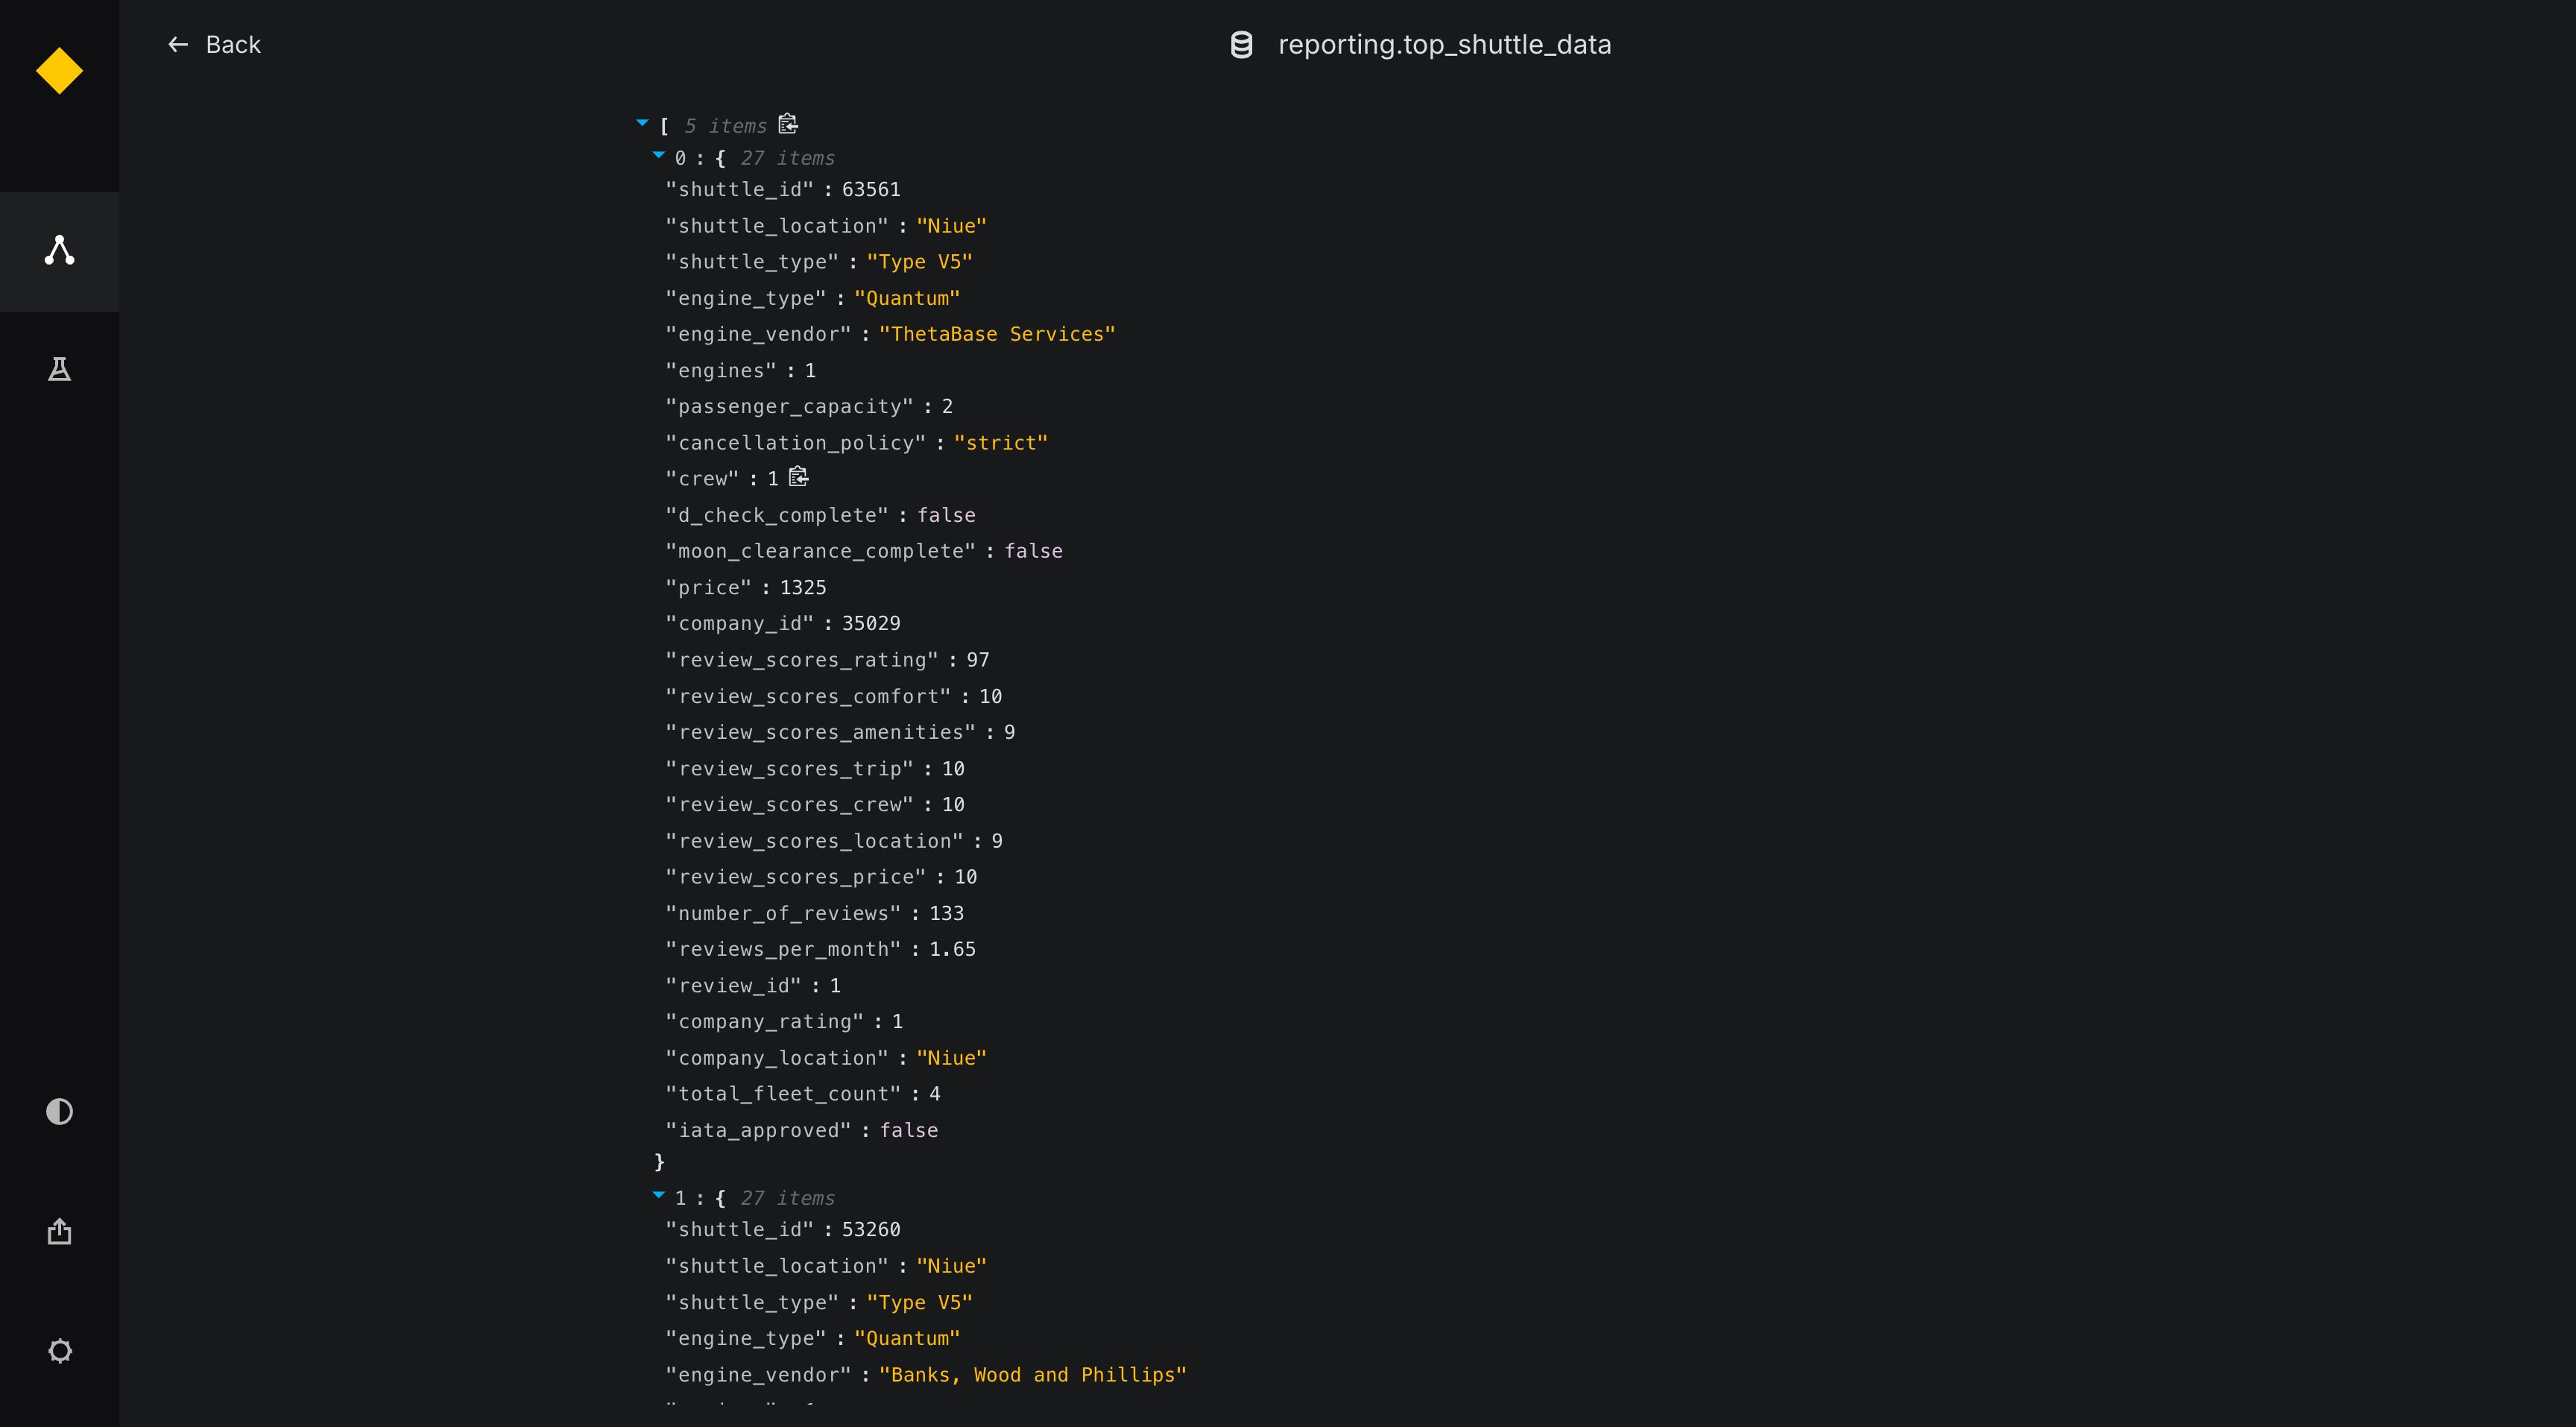 Back
reporting.top_shuttle_data
[ 5 items
0 : { 27 items
"shuttle_id" : 63561
"shuttle_location" : "Niue"
"shuttle_type" : "Type V5"
"engine_type" : "Quantum"
"engine_vendor" : "ThetaBase Services"
"engines" : 1
"passenger_capacity" : 2
"cancellation_policy" : "strict"
"crew" : 1
"d_check_complete" : false
"moon_clearance_complete" : false
"price" : 1325
"company_id" : 35029
"review_scores_rating" : 97
"review_scores_comfort" : 10
"review_scores_amenities" : 9
"review_scores_trip" : 10
"review_scores_crew" : 10
"review_scores_location" : 9
"review_scores_price" : 10
"number_of_reviews" : 133
"reviews_per_month" : 1.65
"review_id" : 1
"company_rating" : 1
"company_location" : "Niue"
"total_fleet_count" : 4
"iata_approved" : false
}
1 : { 27 items
"shuttle_id" : 53260
"shuttle_location" : "Niue"
"shuttle_type" : "Type V5"
"engine_type" : "Quantum"
"engine_vendor" : "Banks, Wood and Phillips"